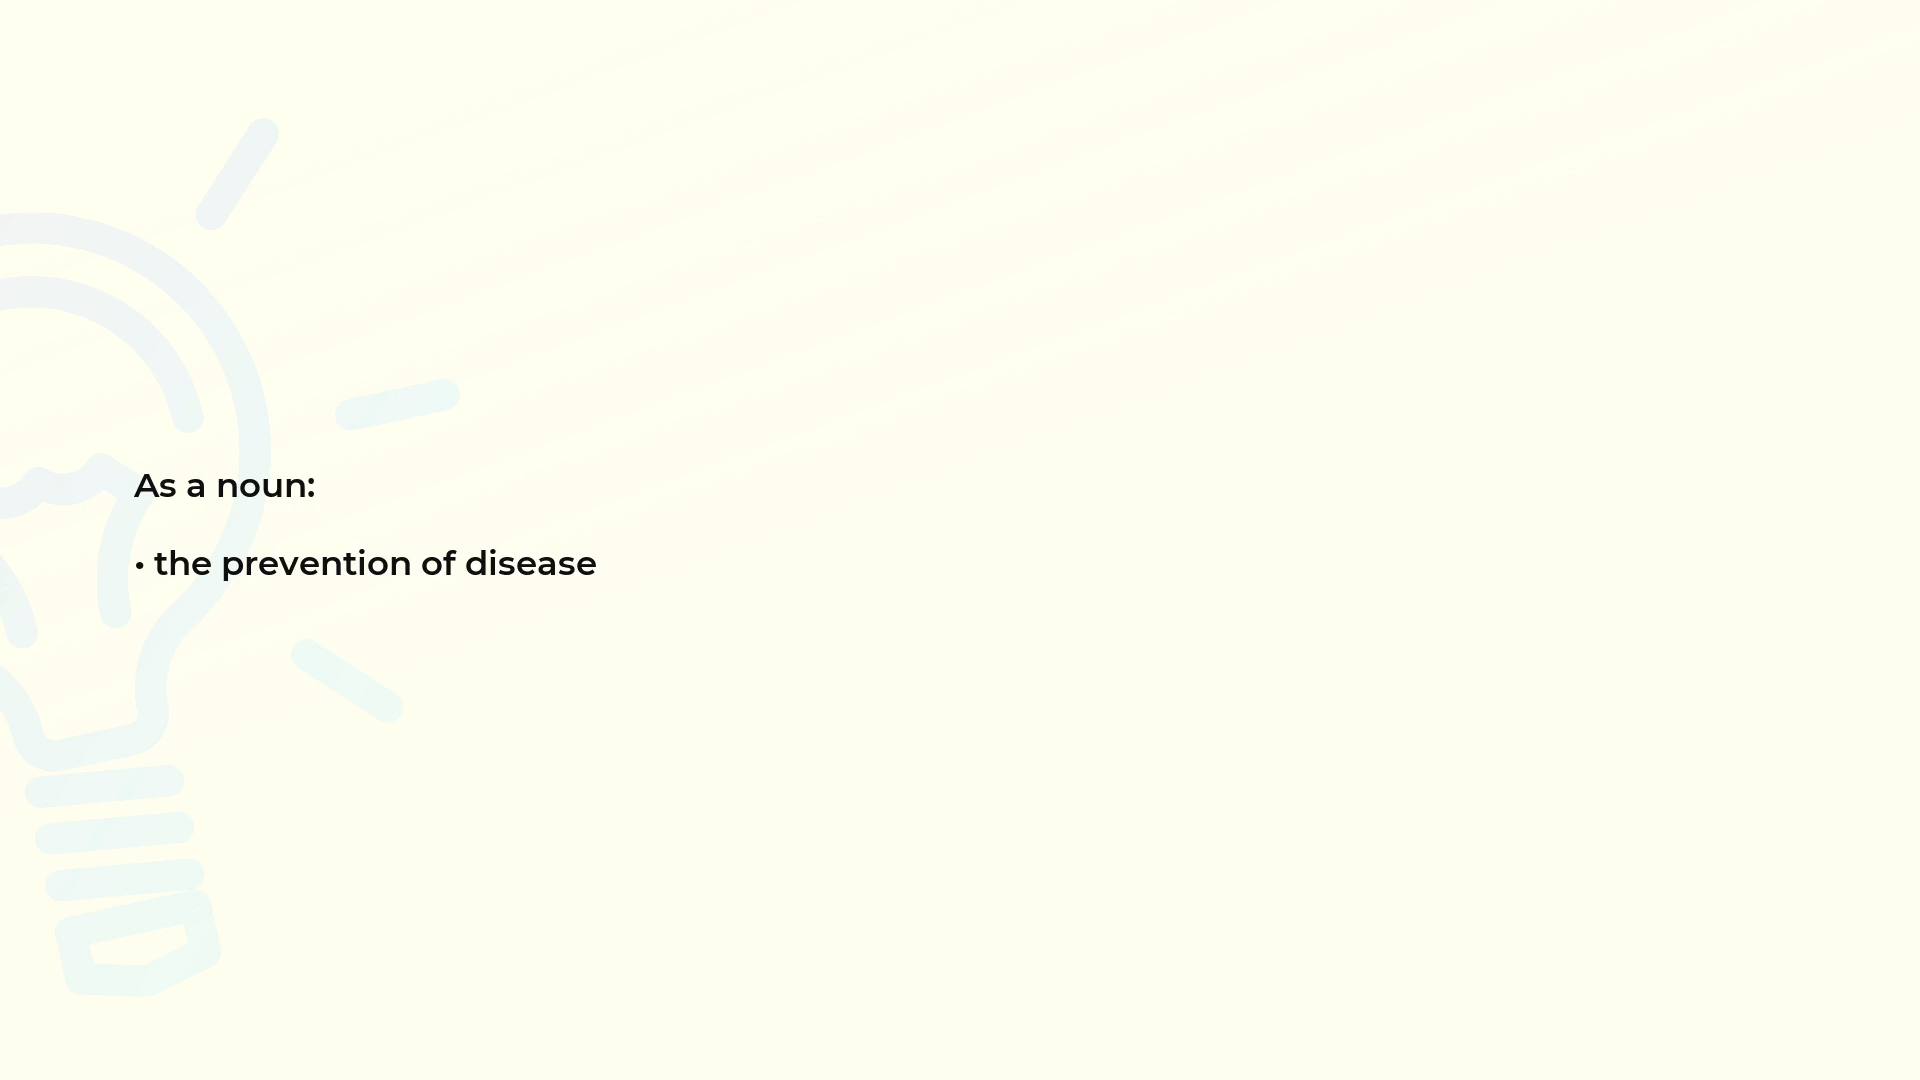 As a noun:
• the prevention of disease